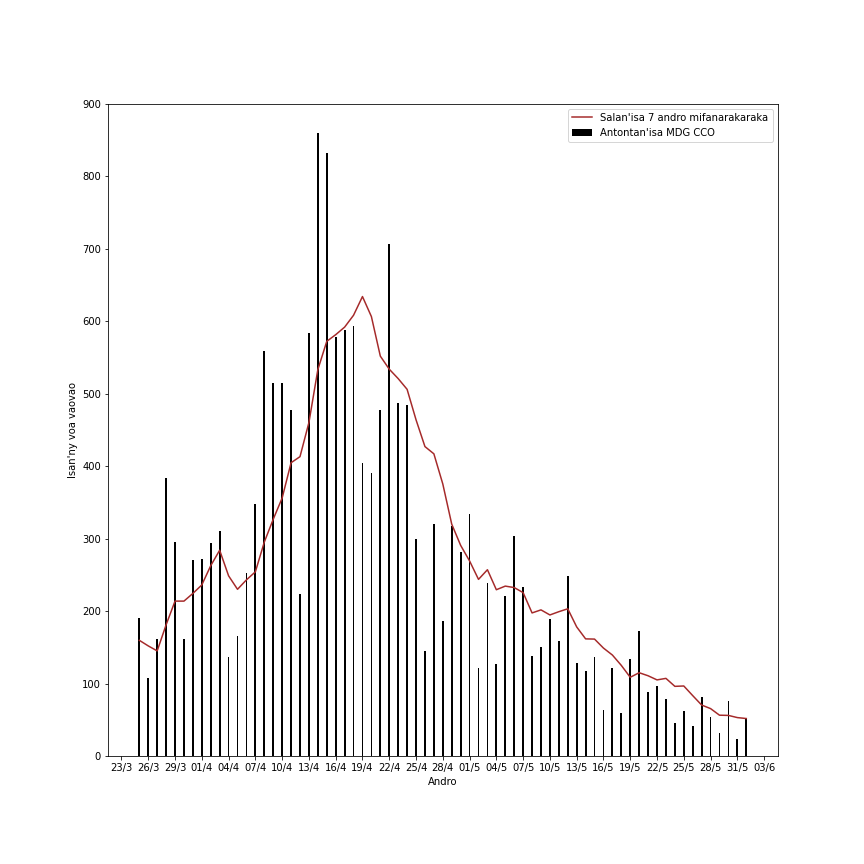 Salan'isa 7 andro mifanarakaraka
Antontan'isa MDG CCO
Isan'ny voa vaovao
900
800
700
600
500
400
300
200
100
0
23/3 26/3 29/3 01/4 04/4 07/4 10/4 13/4 16/4 19/4 22/4 25/4 28/4 01/5 04/5 07/5 10/5 13/5 16/5 19/5 22/5 25/5 28/5 31/5 03/6
Andro